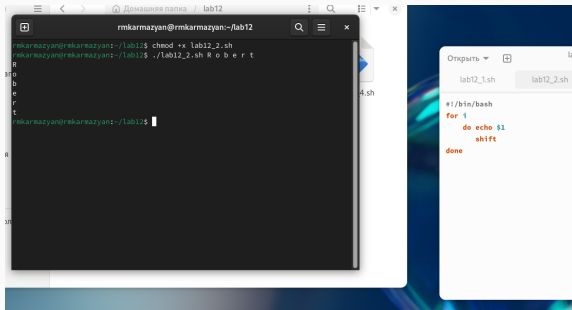 Домашняя папка / lab12
rmkarmazyan@rmkarmazyan:~/lab12
rmkarmazyan@rmkarmazyan:~/lab12$ chmod +x lab12_2.sh
rmkarmazyan@rmkarmazyan:~/lab12$ ./lab12_2.sh R o b e r t
R
o
b
e
r
t
rmkarmazyan@rmkarmazyan:~/lab12$
4.sh
Открыть
lab12_1.sh lab12_2.sh
#!/bin/bash
for i
do echo $1
shift
done